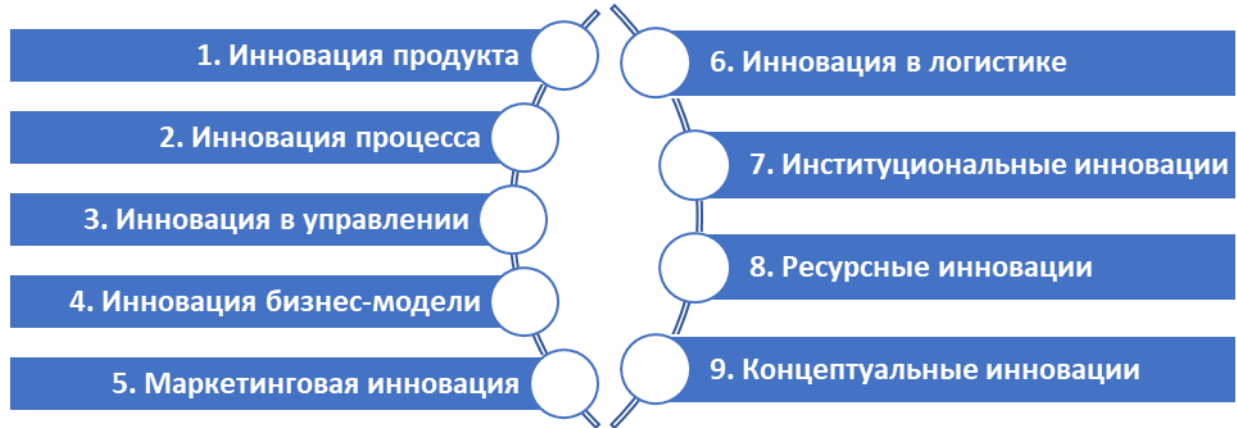 1. Инновация продукта
2. Инновация процесса
3. Инновация в управлении
4. Инновация бизнес-модели
5. Маркетинговая инновация
6. Инновация в логистике
7. Институциональные инновации
8. Ресурсные инновации
9. Концептуальные инновации